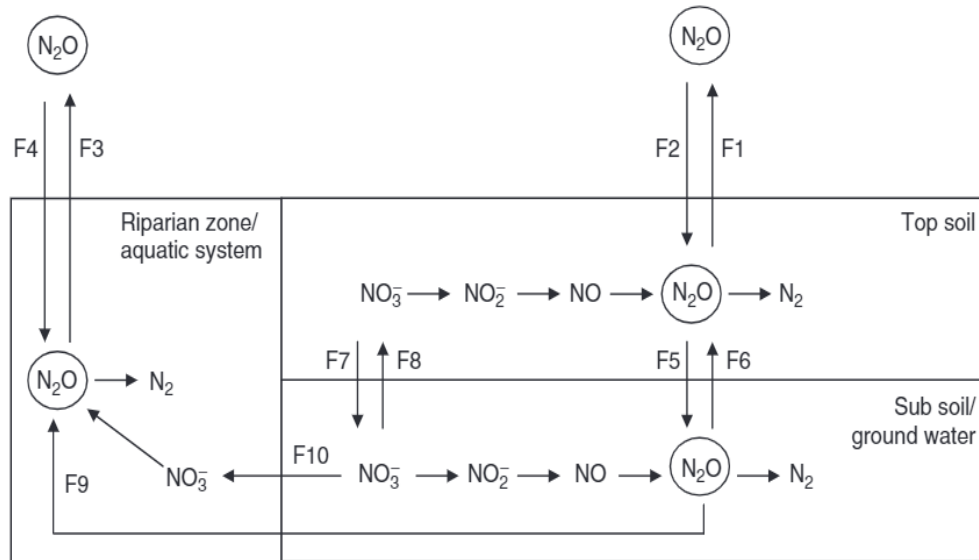 N₂O N₂O
F4 F3 F2 F1
Riparian zone/
aquatic system
Top soil
NO₃⁻ NO₂⁻ NO N₂O N₂
F7 F8 F5 F6
N₂O N₂
Sub soil/
ground water
F9 NO₃⁻ F10 NO₃⁻ NO₂⁻ NO N₂O N₂